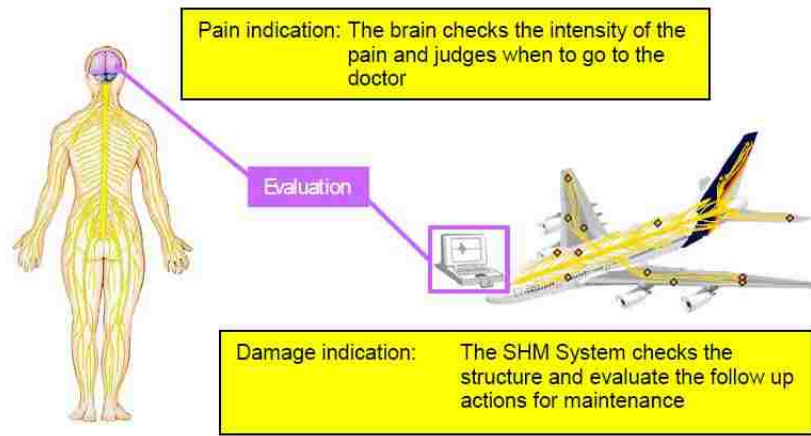 Pain indication: The brain checks the intensity of the
pain and judges when to go to the
doctor
Evaluation
Damage indication: The SHM System checks the
structure and evaluate the follow up
actions for maintenance